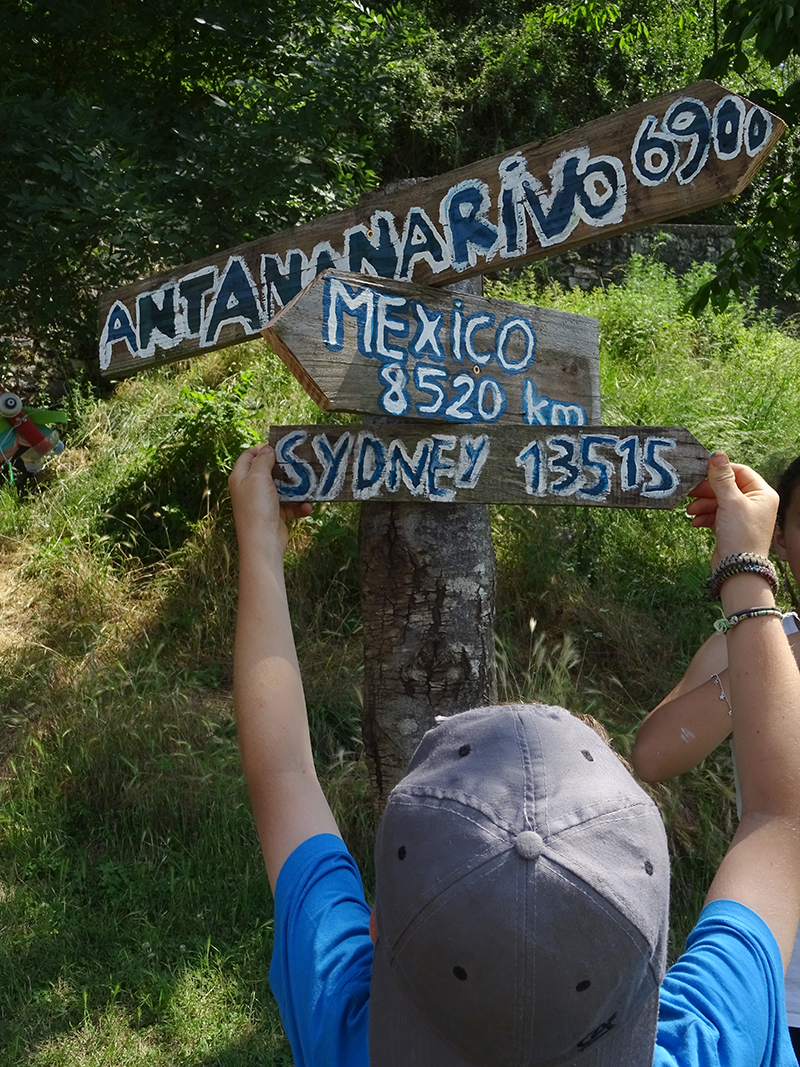 ANTANANARIVO 6900
MEXICO
8520 km
SYDNEY 13515